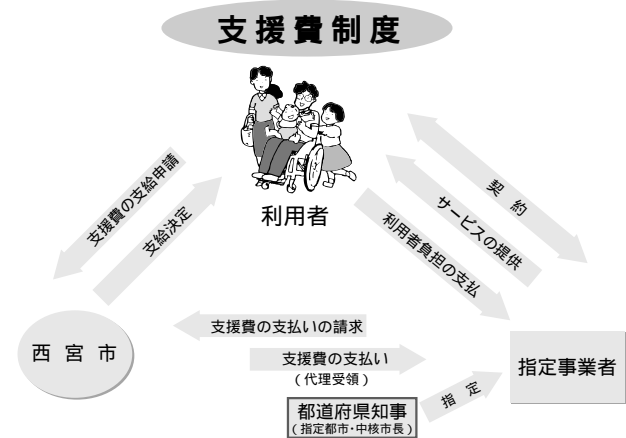 支援費制度
利用者
支援費の支給申請
支給決定
契約
サービスの提供
利用者負担の支払
西宮市
支援費の支払いの請求
支援費の支払い
(代理受領)
指定事業者
都道府県知事
(指定都市・中核市長)
指定